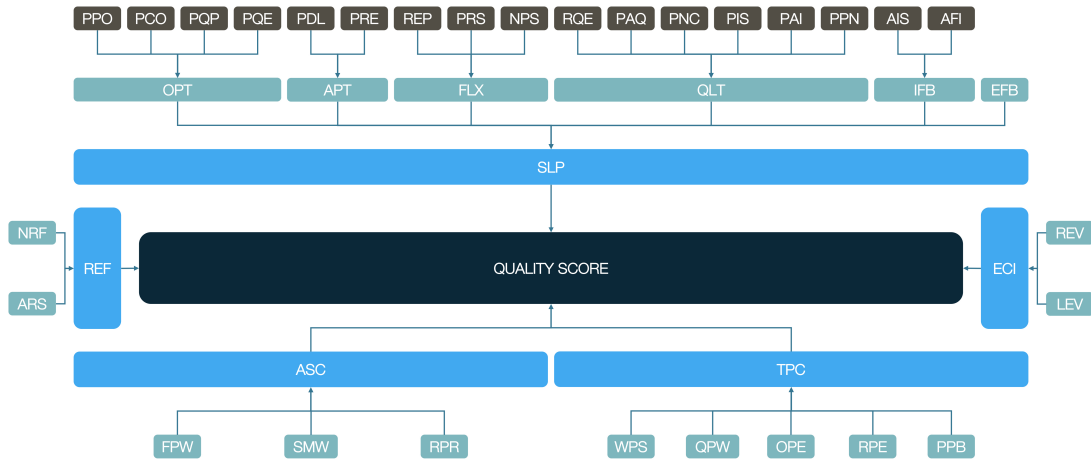 PPO PCO PQP PQE PDL PRE REP PRS NPS RQE PAQ PNC PIS PAI PPN AIS AFI
OPT APT FLX QLT IFB EFB
SLP
NRF REV
REF QUALITY SCORE ECI
ARS LEV
ASC TPC
FPW SMW RPR WPS QPW OPE RPE PPB